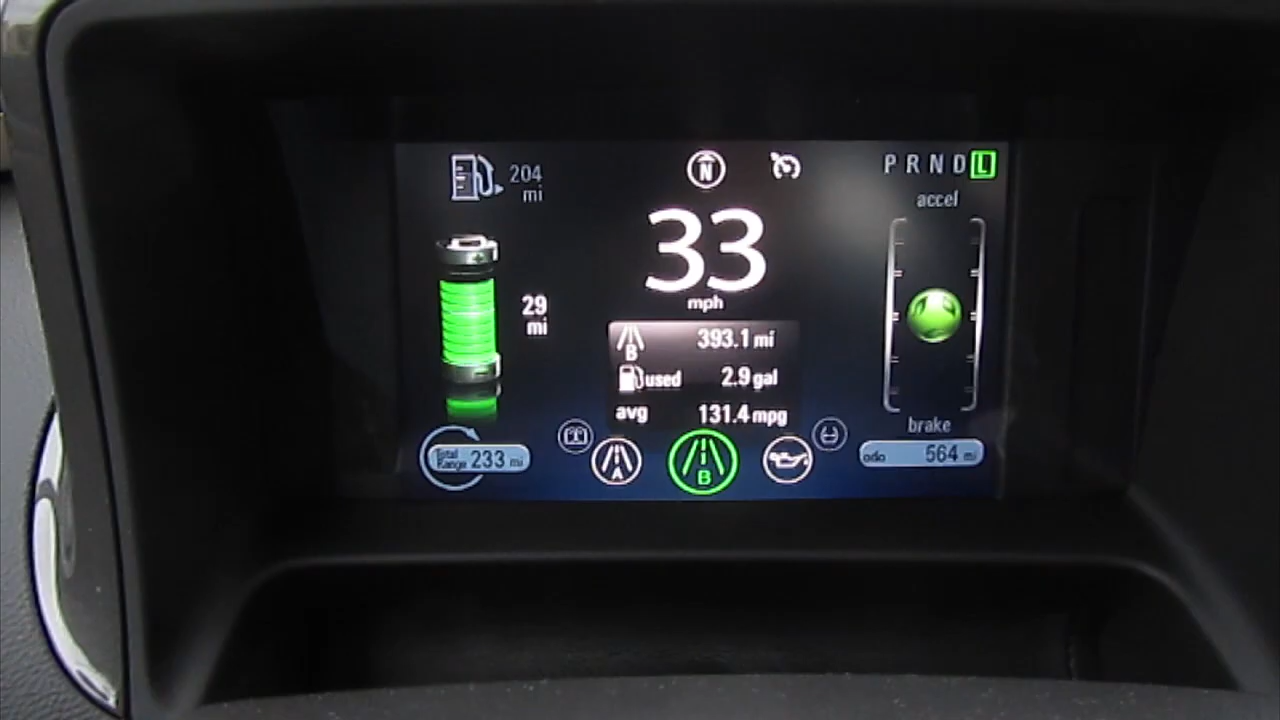 204 mi
N
P R N D L
accel
33
mph
29 mi
B 393.1 mi
used 2.9 gal
avg 131.4 mpg
brake
Total Range 233 mi
A
B
odo 564 mi